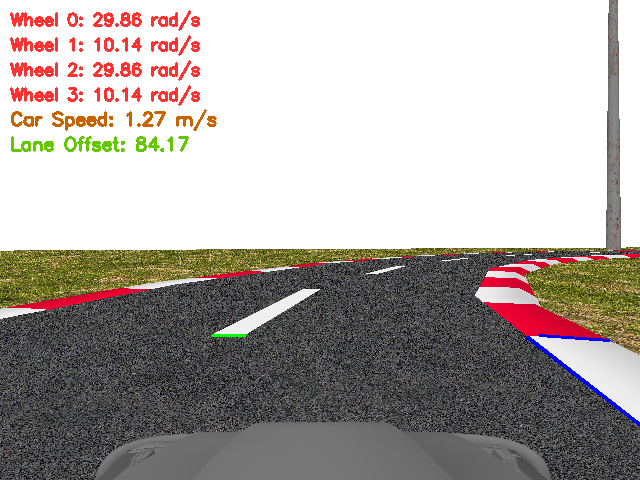 Wheel 0: 29.86 rad/s
Wheel 1: 10.14 rad/s
Wheel 2: 29.86 rad/s
Wheel 3: 10.14 rad/s
Car Speed: 1.27 m/s
Lane Offset: 84.17